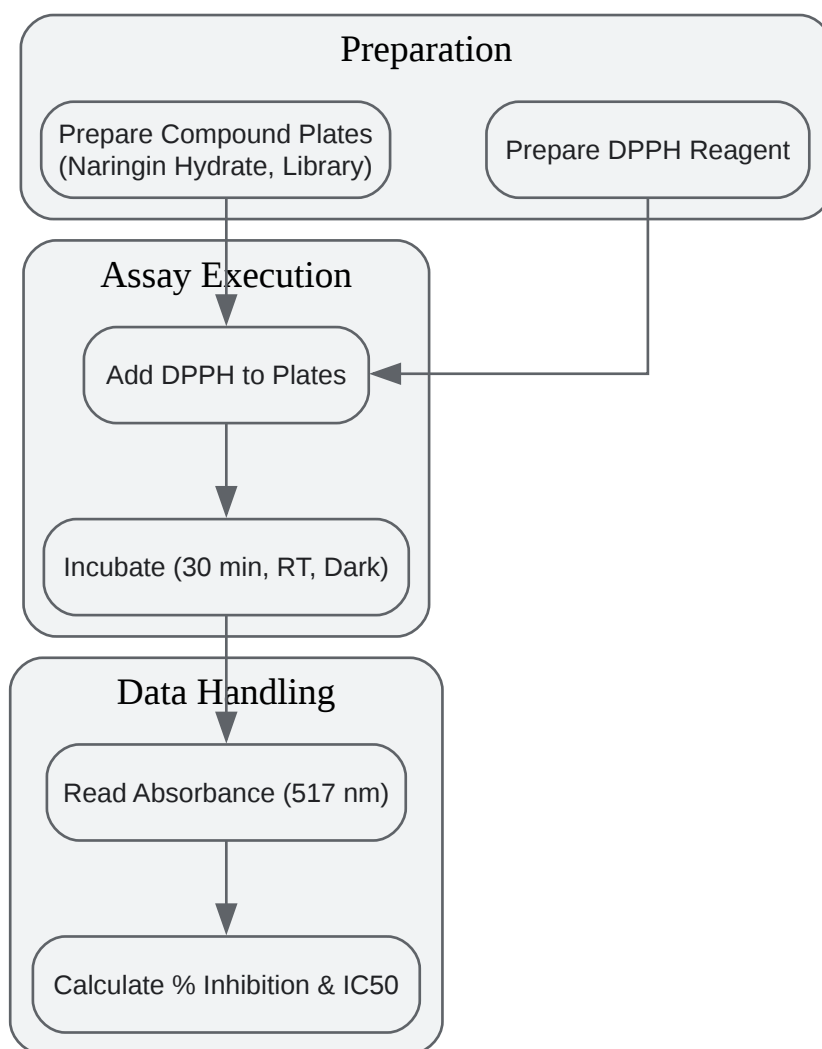 Preparation
Prepare Compound Plates
(Naringin Hydrate, Library)
Prepare DPPH Reagent
Assay Execution
Add DPPH to Plates
Incubate (30 min, RT, Dark)
Data Handling
Read Absorbance (517 nm)
Calculate % Inhibition & IC50